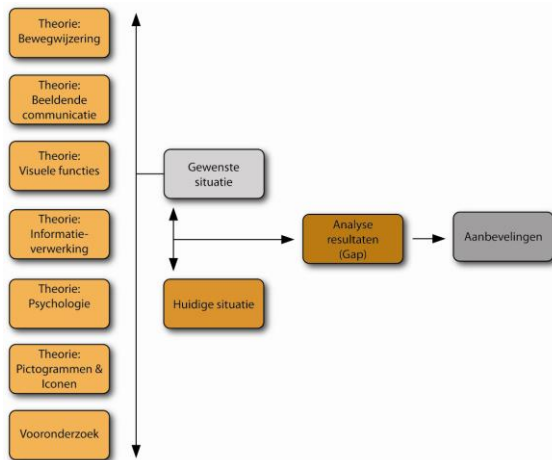 Theorie:
Bewegwijzering
Theorie:
Beeldende
communicatie
Theorie:
Visuele functies
Theorie:
Informatie-
verwerking
Theorie:
Psychologie
Theorie:
Pictogrammen &
Iconen
Vooronderzoek
Gewenste
situatie
Huidige situatie
Analyse
resultaten
(Gap)
Aanbevelingen